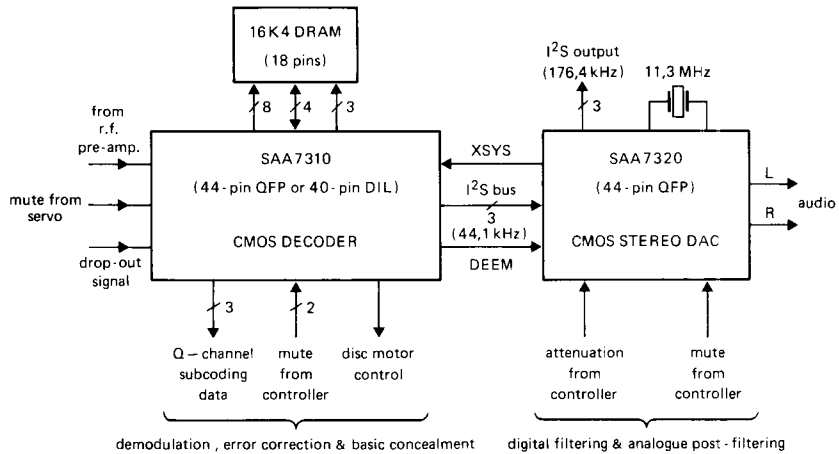 16K4 DRAM
(18 pins)
8
4
3
from
r.f.
pre-amp.
mute from
servo
drop-out
signal
SAA7310
(44-pin QFP or 40-pin DIL)
CMOS DECODER
XSYS
I²S bus
3
(44,1 kHz)
DEEM
I²S output
(176,4 kHz)
3
11,3 MHz
SAA7320
(44-pin QFP)
CMOS STEREO DAC
L
R
audio
3
2
Q-channel
subcoding
data
mute
from
controller
disc motor
control
attenuation
from
controller
mute
from
controller
demodulation, error correction & basic concealment
digital filtering & analogue post-filtering